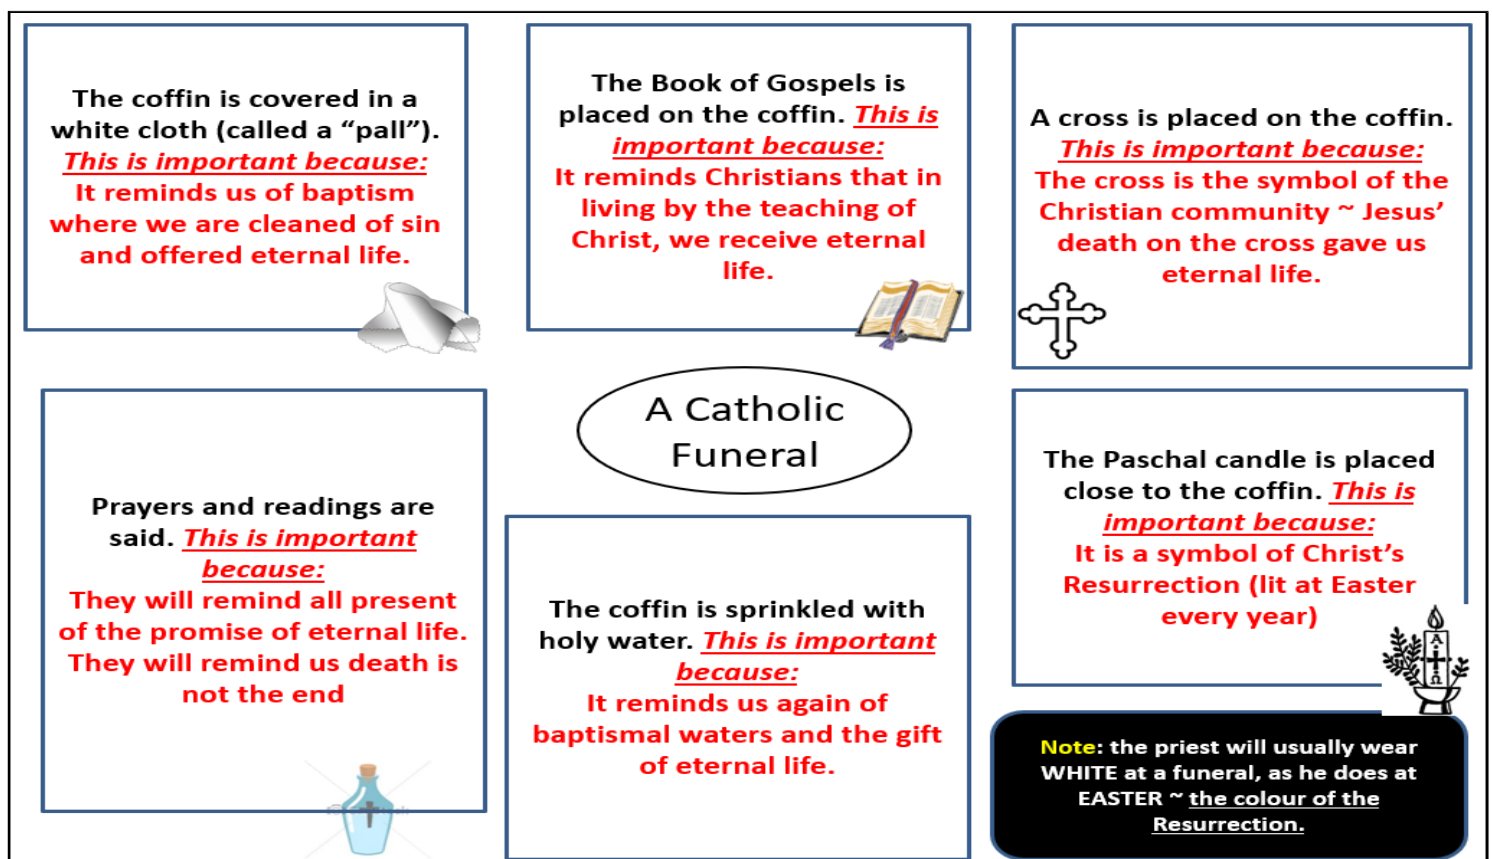 The coffin is covered in a
white cloth (called a “pall”).
This is important because:
It reminds us of baptism
where we are cleaned of sin
and offered eternal life.
The Book of Gospels is
placed on the coffin. This is
important because:
It reminds Christians that in
living by the teaching of
Christ, we receive eternal
life.
A cross is placed on the coffin.
This is important because:
The cross is the symbol of the
Christian community ~ Jesus’
death on the cross gave us
eternal life.
A Catholic
Funeral
Prayers and readings are
said. This is important
because:
They will remind all present
of the promise of eternal life.
They will remind us death is
not the end
The coffin is sprinkled with
holy water. This is important
because:
It reminds us again of
baptismal waters and the gift
of eternal life.
The Paschal candle is placed
close to the coffin. This is
important because:
It is a symbol of Christ’s
Resurrection (lit at Easter
every year)
Α
Ω
Note: the priest will usually wear
WHITE at a funeral, as he does at
EASTER ~ the colour of the
Resurrection.